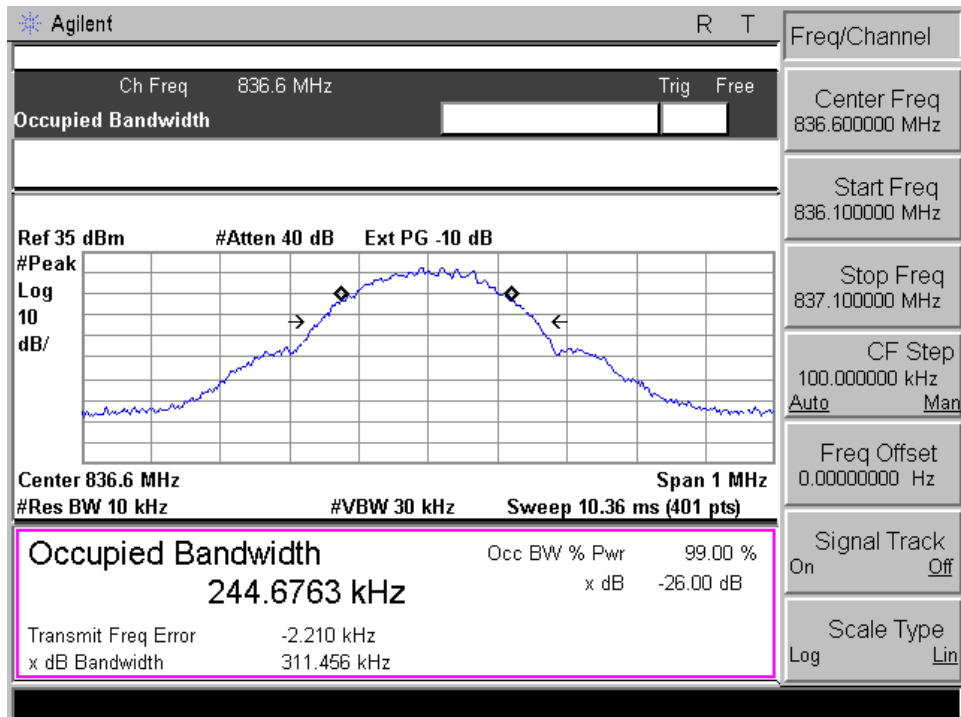 Agilent R T
Freq/Channel
Ch Freq 836.6 MHz Trig Free
Occupied Bandwidth
Center Freq
836.600000 MHz
Start Freq
836.100000 MHz
Ref 35 dBm #Atten 40 dB Ext PG -10 dB
#Peak
Log
10
dB/
Stop Freq
837.100000 MHz
CF Step
100.000000 kHz
Auto Man
Freq Offset
0.00000000 Hz
Center 836.6 MHz Span 1 MHz
#Res BW 10 kHz #VBW 30 kHz Sweep 10.36 ms (401 pts)
Occupied Bandwidth Occ BW % Pwr 99.00 %
244.6763 kHz x dB -26.00 dB
Transmit Freq Error -2.210 kHz
x dB Bandwidth 311.456 kHz
Signal Track
On Off
Scale Type
Log Lin